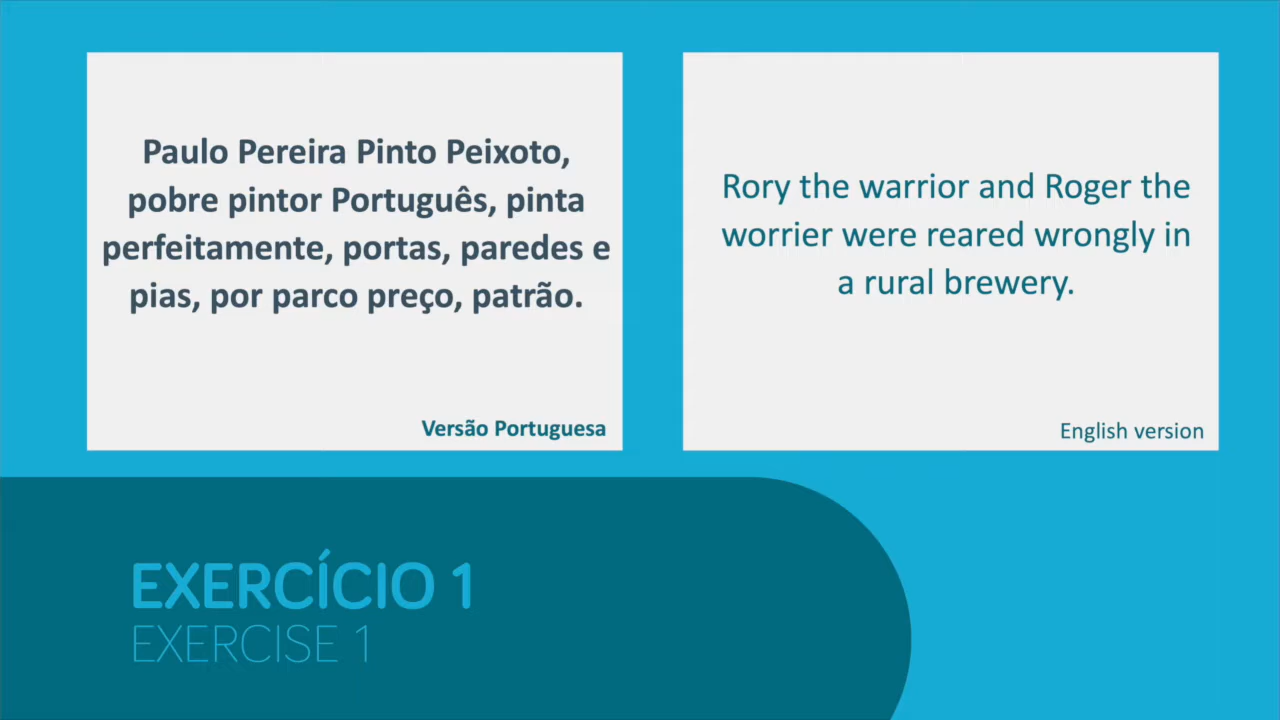 Paulo Pereira Pinto Peixoto,
pobre pintor Português, pinta
perfeitamente, portas, paredes e
pias, por parco preço, patrão.
Versão Portuguesa
Rory the warrior and Roger the
worrier were reared wrongly in
a rural brewery.
English version
EXERCÍCIO 1
EXERCISE 1